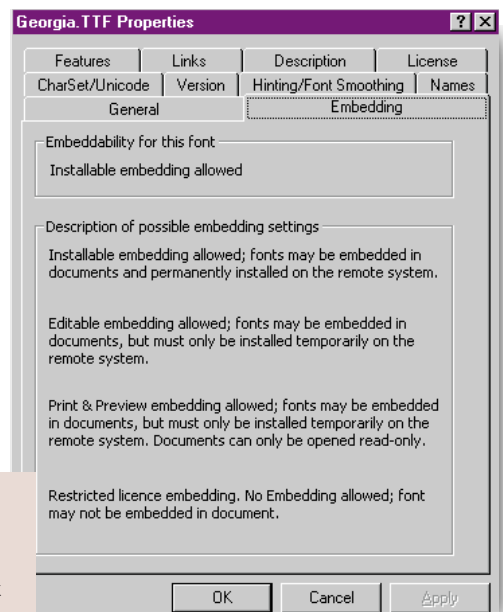 Georgia.TTF Properties
Features Links Description License
CharSet/Unicode Version Hinting/Font Smoothing Names
General Embedding
Embeddability for this font
Installable embedding allowed
Description of possible embedding settings
Installable embedding allowed; fonts may be embedded in
documents and permanently installed on the remote system.
Editable embedding allowed; fonts may be embedded in
documents, but must only be installed temporarily on the
remote system.
Print & Preview embedding allowed; fonts may be embedded
in documents, but must only be installed temporarily on the
remote system. Documents can only be opened read-only.
Restricted licence embedding. No Embedding allowed; font
may not be embedded in document.
OK Cancel Apply